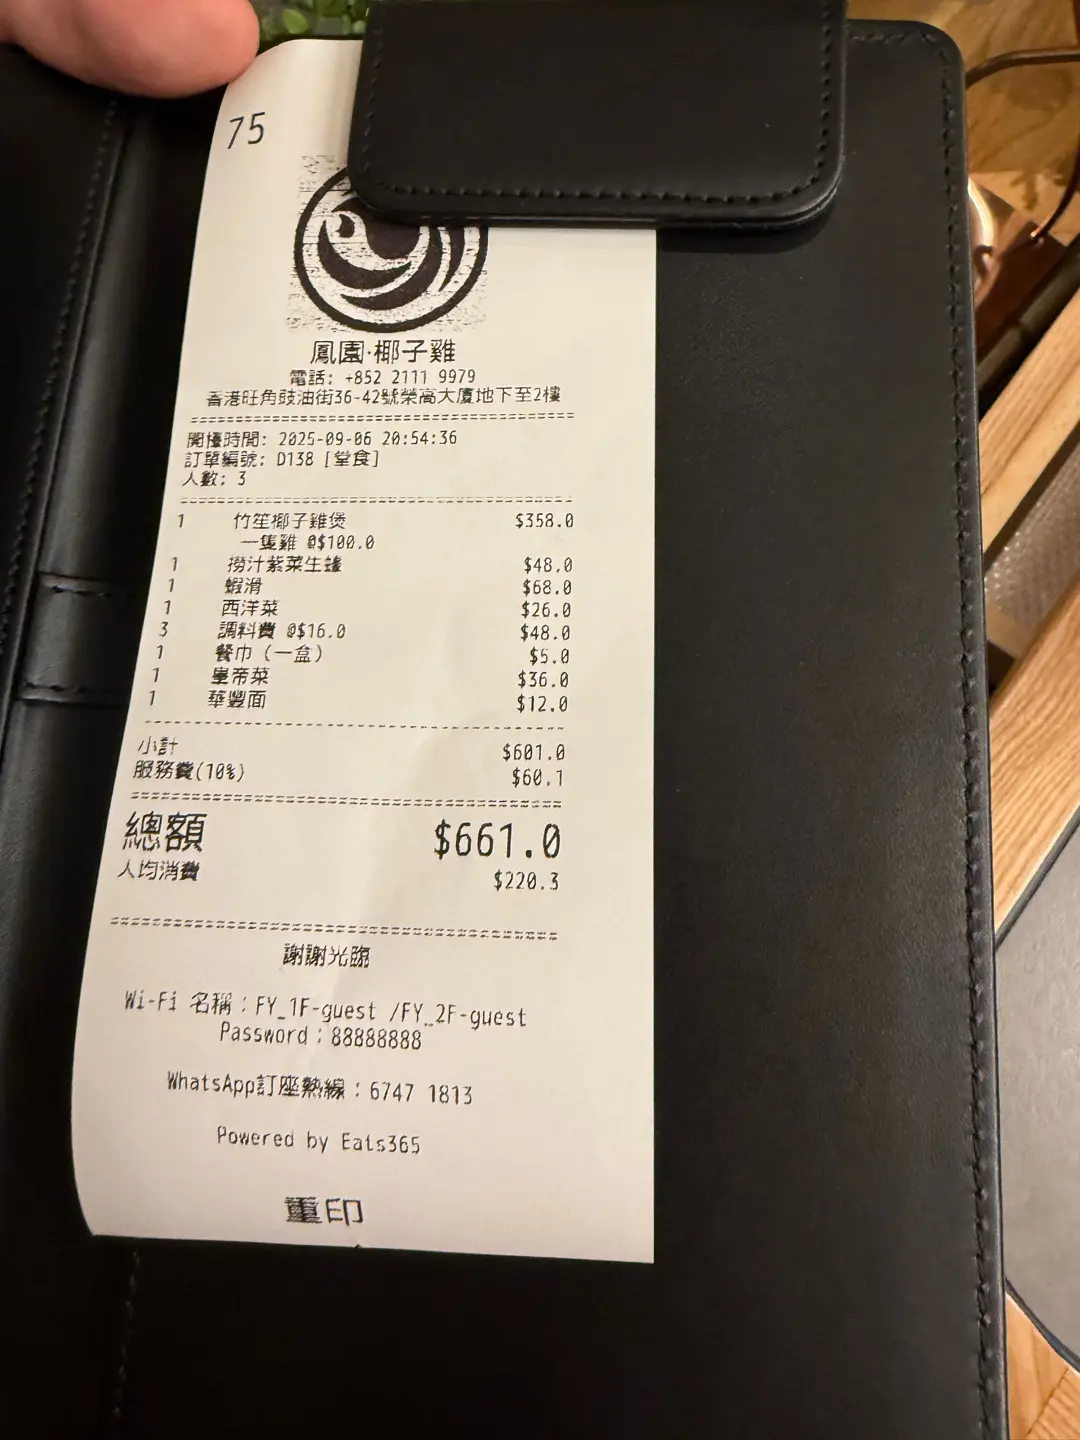 75
鳳園·椰子雞
電話: +852 2111 9979
香港旺角豉油街36-42號榮高大廈地下至2樓
開檯時間: 2025-09-06 20:54:36
訂單編號: D138 [堂食]
人數: 3
1 竹笙椰子雞煲 $358.0
一隻雞 @$100.0
1 撈汁紫菜生蠔 $48.0
1 蝦滑 $68.0
1 西洋菜 $26.0
3 調料費 @$16.0 $48.0
1 餐巾（一盒） $5.0
1 皇帝菜 $36.0
1 華豐面 $12.0
小計 $601.0
服務費(10%) $60.1
總額 $661.0
人均消費 $220.3
謝謝光臨
Wi-Fi 名稱：FY_1F-guest /FY_2F-guest
Password：88888888
WhatsApp訂座熱線：6747 1813
Powered by Eats365
重印